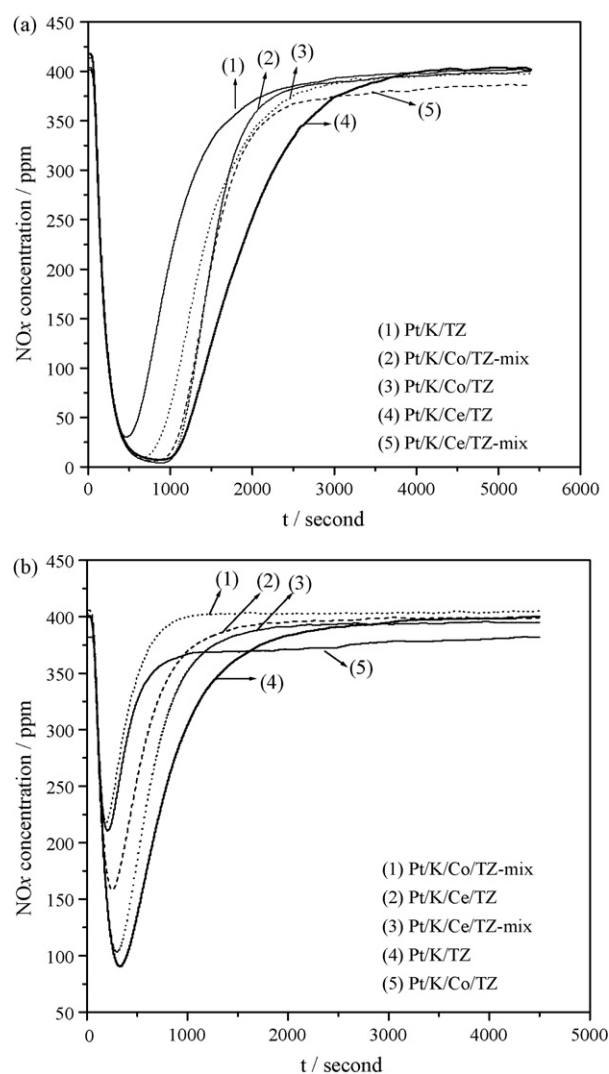 (a)
450
400
350
300
250
200
150
100
50
0
NOx concentration / ppm
(1)
(2)
(3)
(4)
(5)
(1) Pt/K/TZ
(2) Pt/K/Co/TZ-mix
(3) Pt/K/Co/TZ
(4) Pt/K/Ce/TZ
(5) Pt/K/Ce/TZ-mix
0 1000 2000 3000 4000 5000 6000
t / second
(b)
450
400
350
300
250
200
150
100
50
NOx concentration / ppm
(1)
(2)
(3)
(4)
(5)
(1) Pt/K/Co/TZ-mix
(2) Pt/K/Ce/TZ
(3) Pt/K/Ce/TZ-mix
(4) Pt/K/TZ
(5) Pt/K/Co/TZ
0 1000 2000 3000 4000 5000
t / second